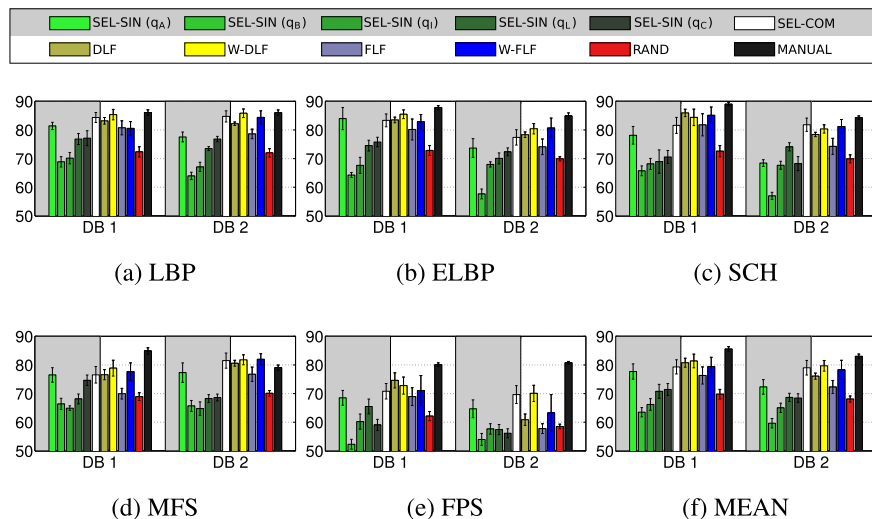 SEL-SIN (qA) SEL-SIN (qB) SEL-SIN (qI) SEL-SIN (qL) SEL-SIN (qC) SEL-COM
DLF W-DLF FLF W-FLF RAND MANUAL
90 90 90
80 80 80
70 70 70
60 60 60
50 50 50
DB 1 DB 2 DB 1 DB 2 DB 1 DB 2
(a) LBP (b) ELBP (c) SCH
90 90 90
80 80 80
70 70 70
60 60 60
50 50 50
DB 1 DB 2 DB 1 DB 2 DB 1 DB 2
(d) MFS (e) FPS (f) MEAN